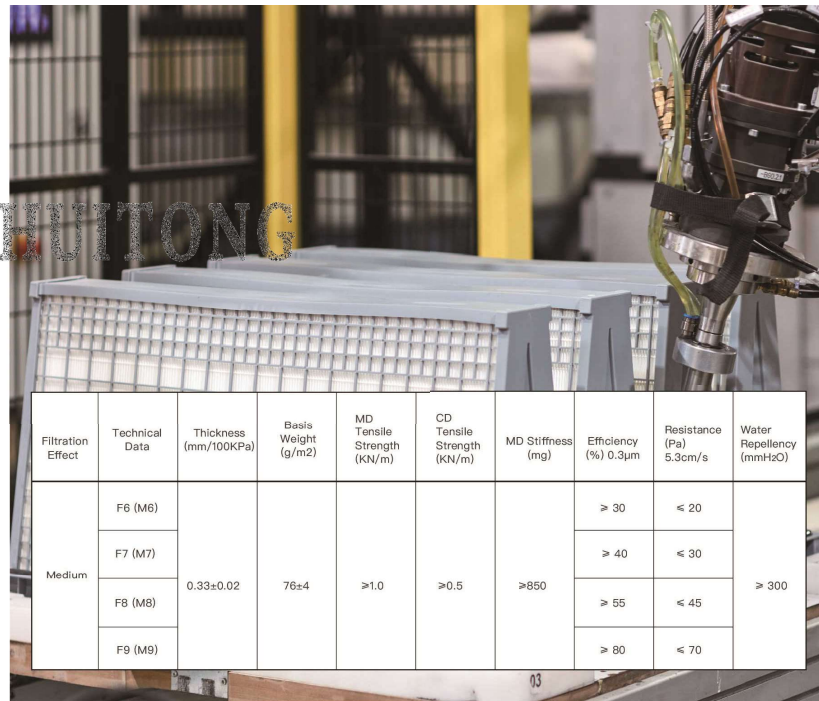 HUITONG
Filtration Effect
Technical Data
Thickness (mm/100KPa)
Basis Weight (g/m2)
MD Tensile Strength (KN/m)
CD Tensile Strength (KN/m)
MD Stiffness (mg)
Efficiency (%) 0.3μm
Resistance (Pa) 5.3cm/s
Water Repellency (mmH₂O)
Medium
F6 (M6)
F7 (M7)
F8 (M8)
F9 (M9)
0.33±0.02
76±4
≥1.0
≥0.5
≥850
≥ 30
≤ 20
≥ 40
≤ 30
≥ 55
≤ 45
≥ 80
≤ 70
≥ 300
03